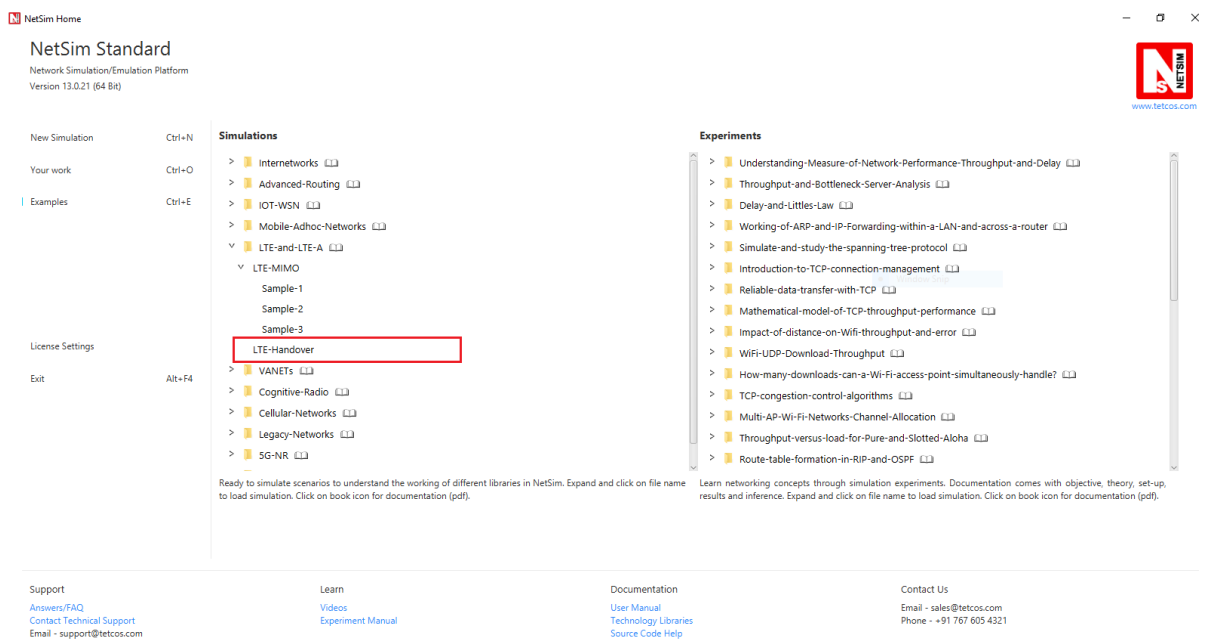 NetSim Home
NetSim Standard
Network Simulation/Emulation Platform
Version 13.0.21 (64 Bit)
NETSIM
www.tetcos.com
New Simulation Ctrl+N
Your work Ctrl+O
Examples Ctrl+E
License Settings
Exit Alt+F4
Simulations
Internetworks
Advanced-Routing
IOT-WSN
Mobile-Adhoc-Networks
LTE-and-LTE-A
LTE-MIMO
Sample-1
Sample-2
Sample-3
LTE-Handover
VANETs
Cognitive-Radio
Cellular-Networks
Legacy-Networks
5G-NR
Ready to simulate scenarios to understand the working of different libraries in NetSim. Expand and click on file name
to load simulation. Click on book icon for documentation (pdf).
Experiments
Understanding-Measure-of-Network-Performance-Throughput-and-Delay
Throughput-and-Bottleneck-Server-Analysis
Delay-and-Littles-Law
Working-of-ARP-and-IP-Forwarding-within-a-LAN-and-across-a-router
Simulate-and-study-the-spanning-tree-protocol
Introduction-to-TCP-connection-management
Reliable-data-transfer-with-TCP
Mathematical-model-of-TCP-throughput-performance
Impact-of-distance-on-Wifi-throughput-and-error
WiFi-UDP-Download-Throughput
How-many-downloads-can-a-Wi-Fi-access-point-simultaneously-handle?
TCP-congestion-control-algorithms
Multi-AP-Wi-Fi-Networks-Channel-Allocation
Throughput-versus-load-for-Pure-and-Slotted-Aloha
Route-table-formation-in-RIP-and-OSPF
Learn networking concepts through simulation experiments. Documentation comes with objective, theory, set-up,
results and inference. Expand and click on file name to load simulation. Click on book icon for documentation (pdf).
Support
Answers/FAQ
Contact Technical Support
Email - support@tetcos.com
Learn
Videos
Experiment Manual
Documentation
User Manual
Technology Libraries
Source Code Help
Contact Us
Email - sales@tetcos.com
Phone - +91 767 605 4321